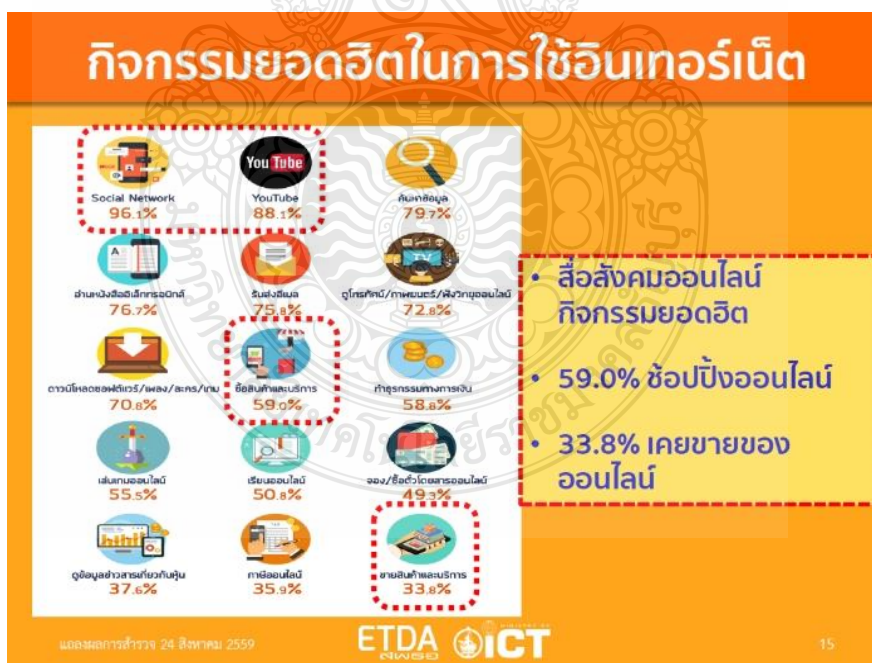 กิจกรรมยอดฮิตในการใช้อินเทอร์เน็ต
You Tube
Social Network
96.1%
YouTube
88.1%
ค้นหาข้อมูล
79.7%
A
TV
อ่านหนังสืออิเล็กทรอนิกส์
76.7%
รับส่งอีเมล
75.8%
ดูโทรทัศน์/ภาพยนตร์/ฟังวิทยุออนไลน์
72.8%
ดาวน์โหลดซอฟต์แวร์/เพลง/ละคร/เกม
70.8%
ซื้อสินค้าและบริการ
59.0%
ทำธุรกรรมทางการเงิน
58.8%
เล่นเกมออนไลน์
55.5%
เรียนออนไลน์
50.8%
จอง/ซื้อตั๋วโดยสารออนไลน์
49.3%
ดูข้อมูลข่าวสารเกี่ยวกับหุ้น
37.6%
ภาษีออนไลน์
35.9%
ขายสินค้าและบริการ
33.8%
• สื่อสังคมออนไลน์
กิจกรรมยอดฮิต
• 59.0% ช้อปปิ้งออนไลน์
• 33.8% เคยขายของ
ออนไลน์
แถลงผลการสำรวจ 24 สิงหาคม 2559
ETDA
สพธอ
ICT
15